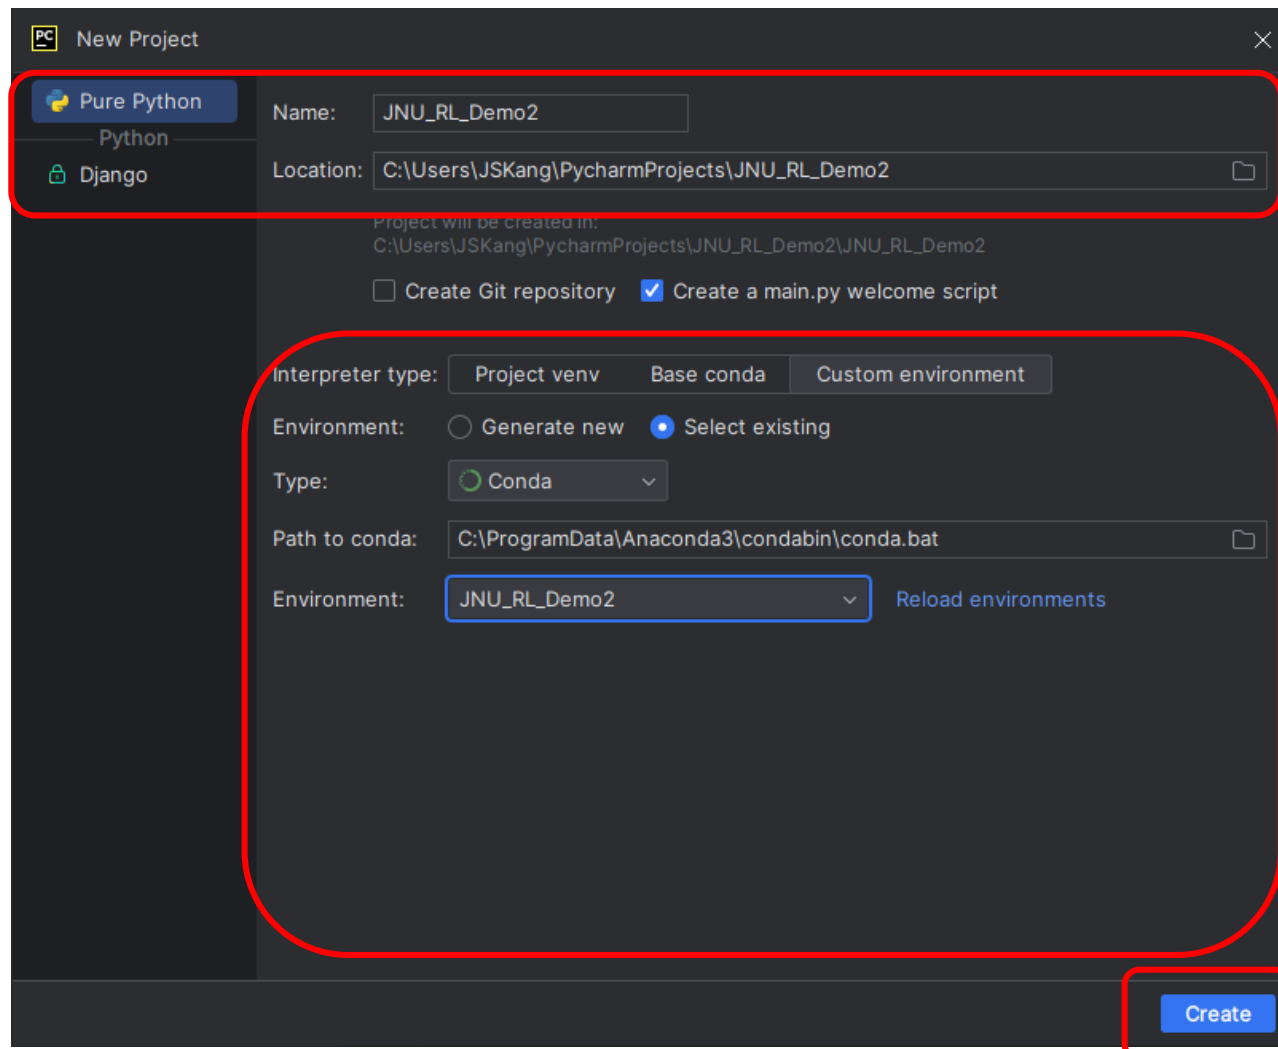 PC New Project
Pure Python
Python
Django
Name: JNU_RL_Demo2
Location: C:\Users\JSKang\PycharmProjects\JNU_RL_Demo2
Project will be created in:
C:\Users\JSKang\PycharmProjects\JNU_RL_Demo2\JNU_RL_Demo2
Create Git repository Create a main.py welcome script
Interpreter type: Project venv Base conda Custom environment
Environment: Generate new Select existing
Type: Conda
Path to conda: C:\ProgramData\Anaconda3\condabin\conda.bat
Environment: JNU_RL_Demo2 Reload environments
Create